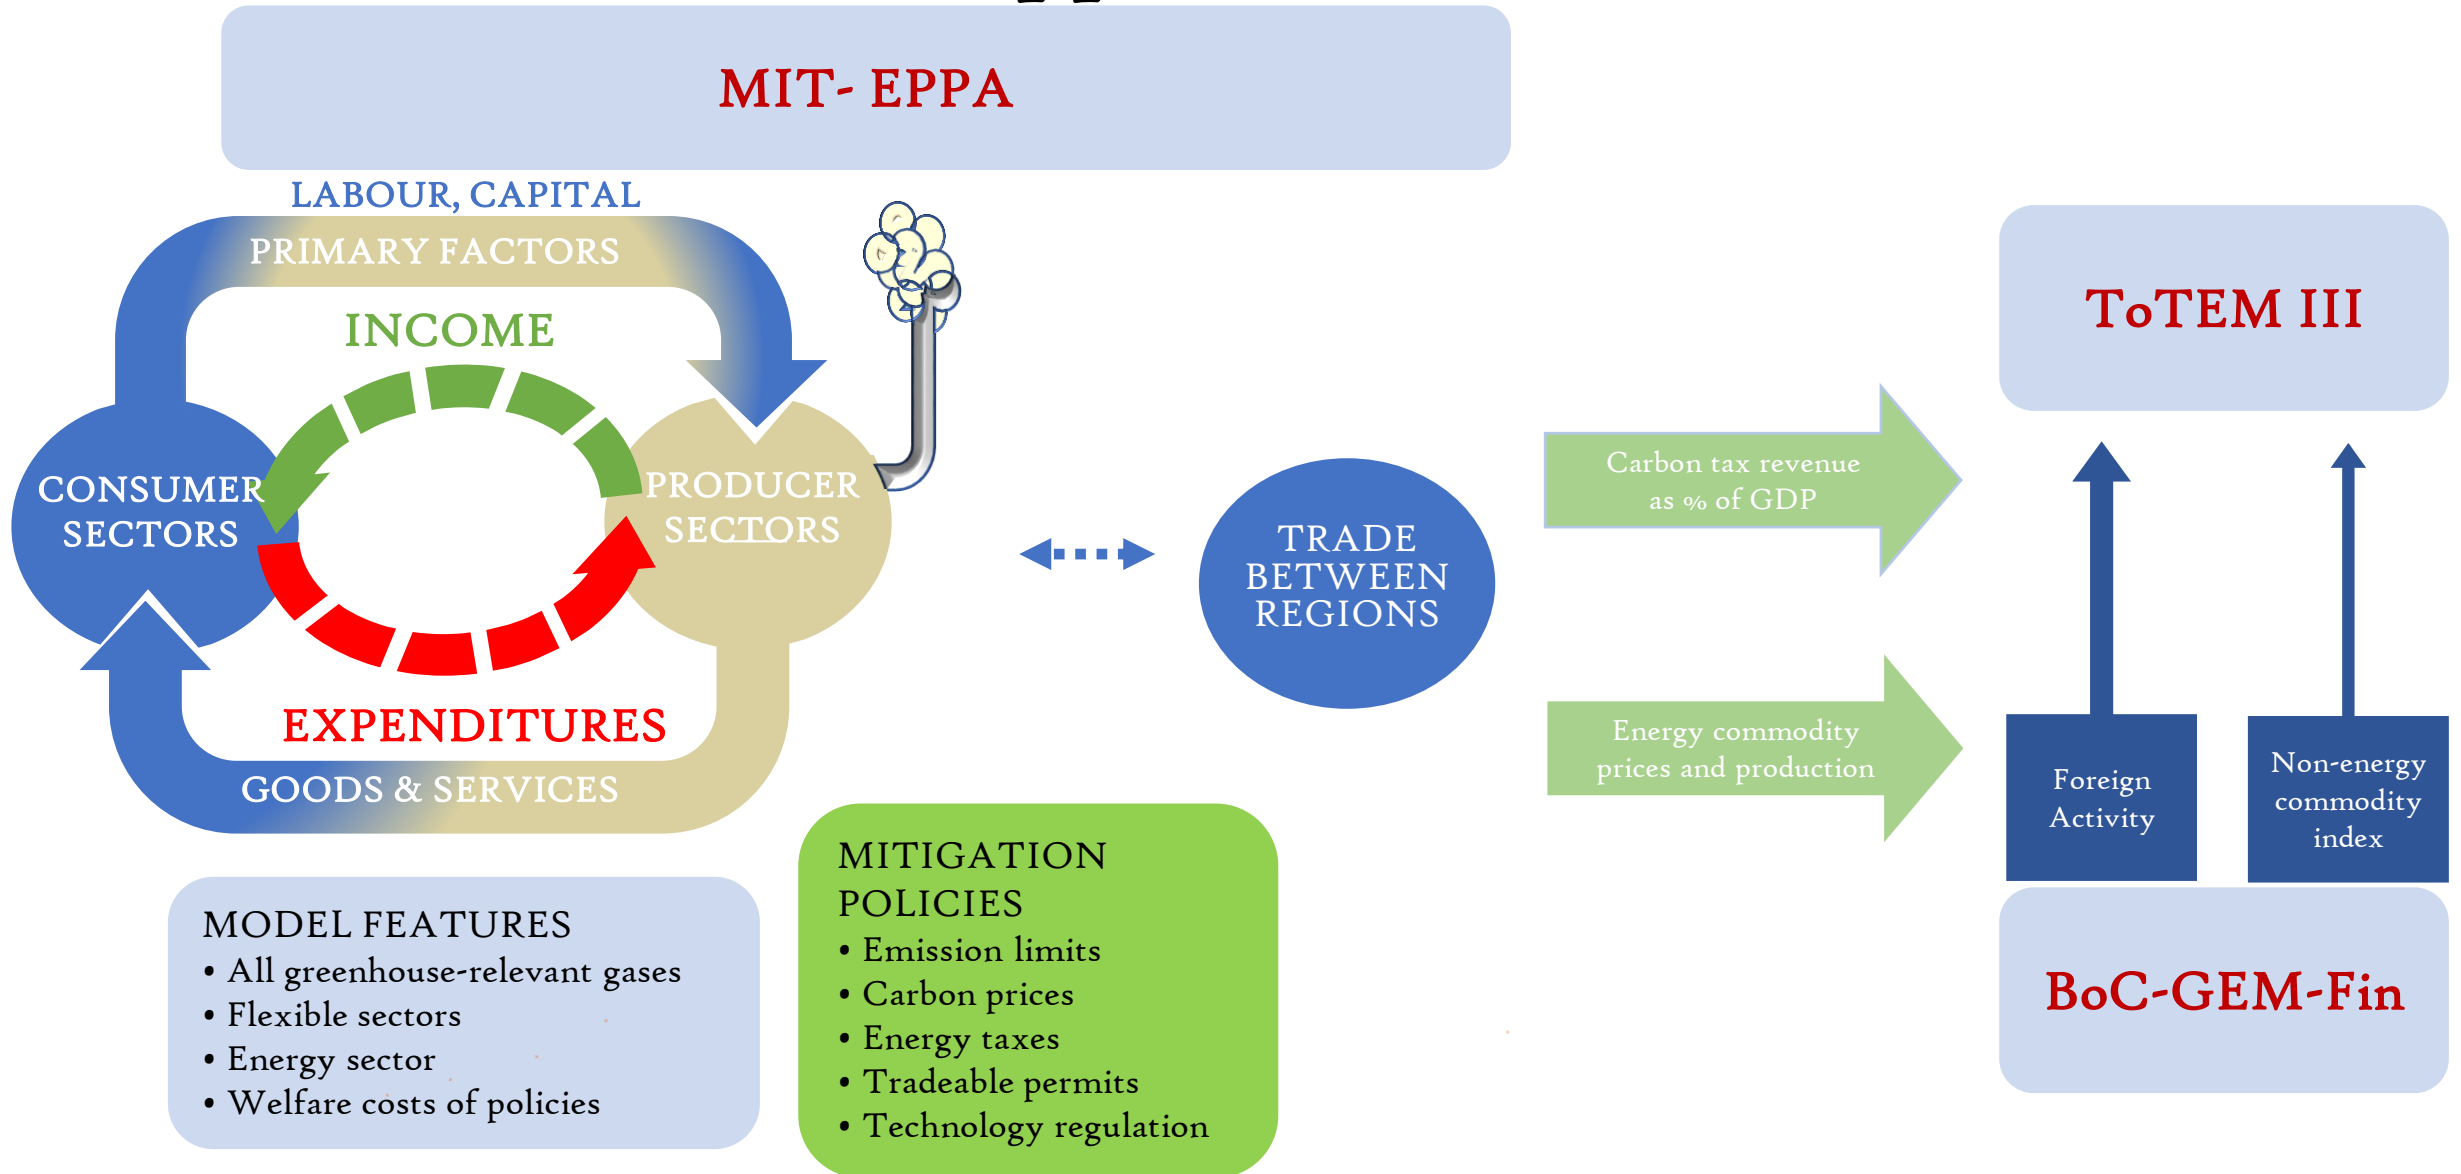 MIT- EPPA
LABOUR, CAPITAL
PRIMARY FACTORS
INCOME
CONSUMER
SECTORS
PRODUCER
SECTORS
EXPENDITURES
GOODS & SERVICES
TRADE
BETWEEN
REGIONS
MODEL FEATURES
• All greenhouse-relevant gases
• Flexible sectors
• Energy sector
• Welfare costs of policies
MITIGATION
POLICIES
• Emission limits
• Carbon prices
• Energy taxes
• Tradeable permits
• Technology regulation
Carbon tax revenue
as % of GDP
Energy commodity
prices and production
ToTEM III
Foreign
Activity
Non-energy
commodity
index
BoC-GEM-Fin